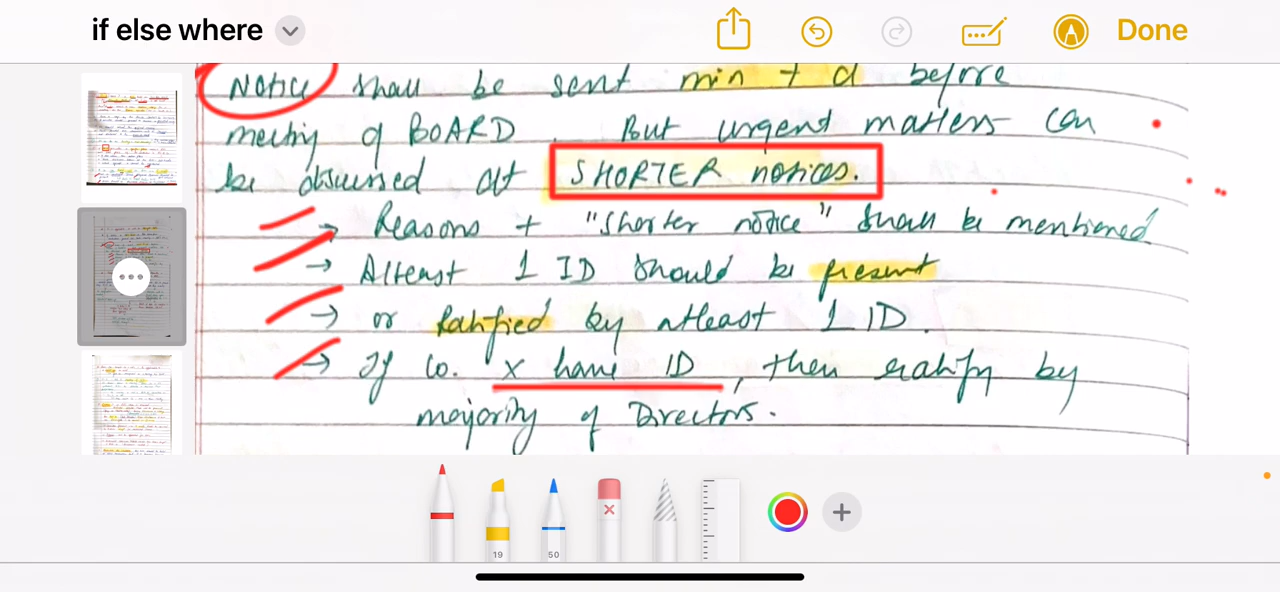 if else where
Done
Notice shall be sent min 7 d before
meeting of BOARD. But urgent matters can
be discussed at SHORTER notices.
→ Reasons + "Shorter notice" shall be mentioned
→ Atleast 1 ID should be present
→ or Ratified by atleast 1 ID.
→ If Co. x have ID, then ratify by
majority of Directors.
19
50